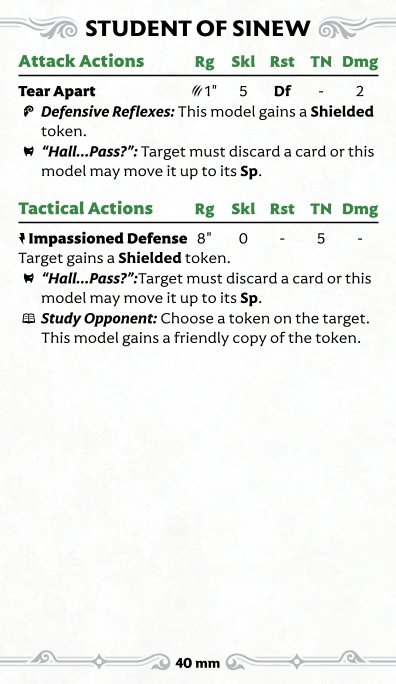 STUDENT OF SINEW
Attack Actions Rg Skl Rst TN Dmg
Tear Apart 1" 5 Df - 2
Defensive Reflexes: This model gains a Shielded
token.
"Hall...Pass?": Target must discard a card or this
model may move it up to its Sp.
Tactical Actions Rg Skl Rst TN Dmg
Impassioned Defense 8" 0 - 5 -
Target gains a Shielded token.
"Hall...Pass?":Target must discard a card or this
model may move it up to its Sp.
Study Opponent: Choose a token on the target.
This model gains a friendly copy of the token.
40 mm